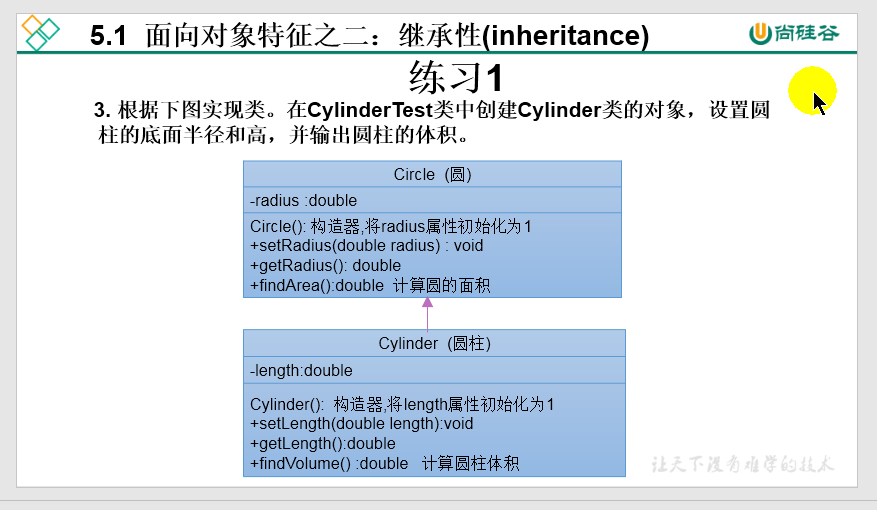 5.1 面向对象特征之二：继承性(inheritance)
尚硅谷
练习1
3. 根据下图实现类。在CylinderTest类中创建Cylinder类的对象，设置圆
柱的底面半径和高，并输出圆柱的体积。
Circle (圆)
-radius :double
Circle(): 构造器,将radius属性初始化为1
+setRadius(double radius) : void
+getRadius(): double
+findArea():double 计算圆的面积
Cylinder (圆柱)
-length:double
Cylinder(): 构造器,将length属性初始化为1
+setLength(double length):void
+getLength():double
+findVolume() :double 计算圆柱体积
让天下没有难学的技术